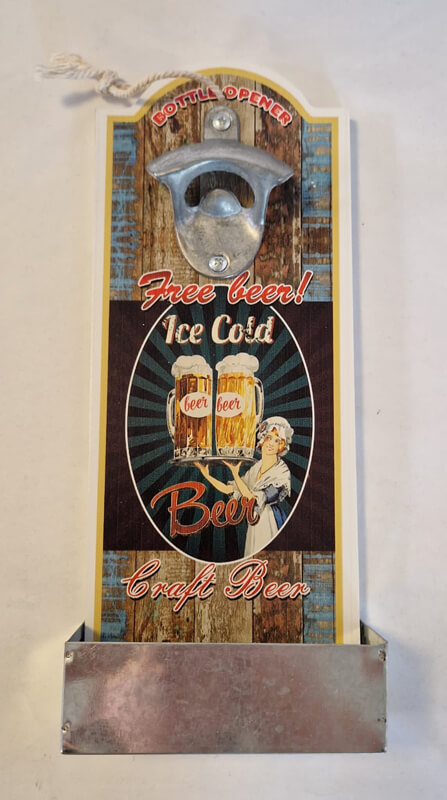 BOTTLE OPENER
Free beer!
Ice Cold
beer beer
Beer
Craft Beer